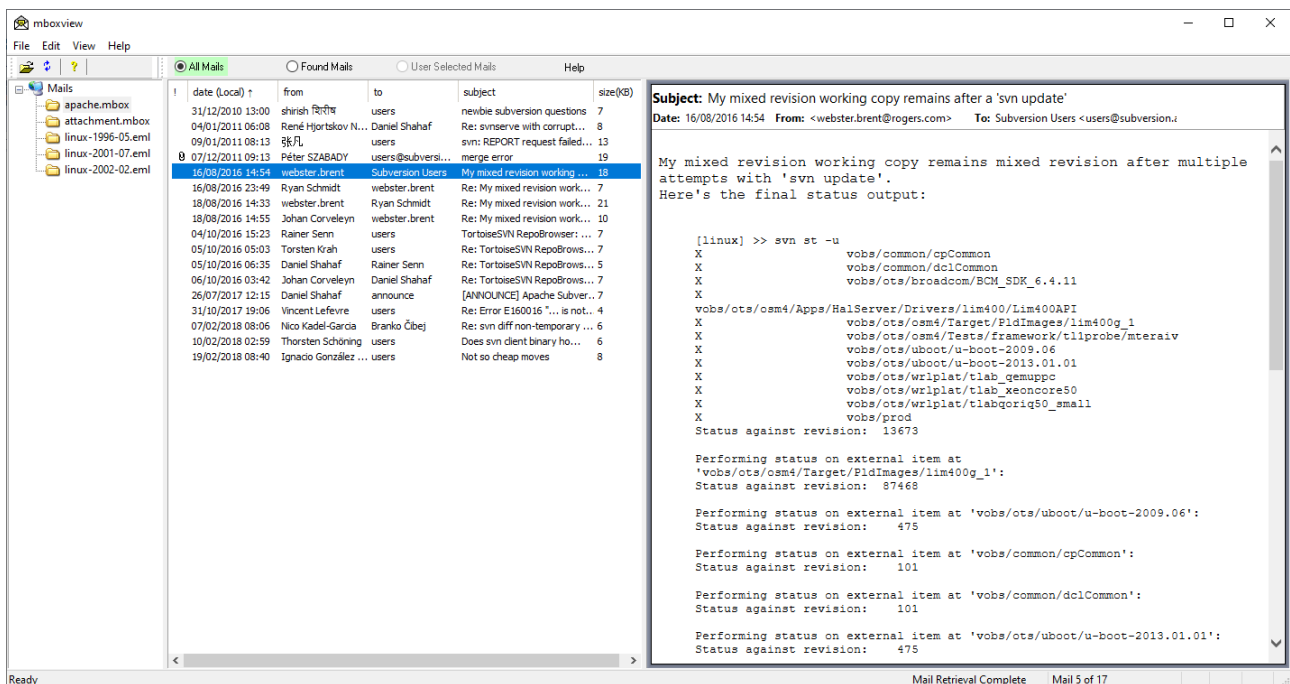 mboxview
File Edit View Help
All Mails Found Mails User Selected Mails Help
Mails
apache.mbox
attachment.mbox
linux-1996-05.eml
linux-2001-07.eml
linux-2002-02.eml
! date (Local) ↑ from to subject size(KB)
31/12/2010 13:00 shirish शिरीष users newbie subversion questions 7
04/01/2011 06:08 René Hjortskov N... Daniel Shahaf Re: svnserve with corrupt... 8
09/01/2011 08:13 张凡 users svn: REPORT request failed... 13
07/12/2011 09:13 Péter SZABADY users@subversi... merge error 19
16/08/2016 14:54 webster.brent Subversion Users My mixed revision working ... 18
16/08/2016 23:49 Ryan Schmidt webster.brent Re: My mixed revision work... 7
18/08/2016 14:33 webster.brent Ryan Schmidt Re: My mixed revision work... 21
18/08/2016 14:55 Johan Corveleyn webster.brent Re: My mixed revision work... 10
04/10/2016 15:23 Rainer Senn users TortoiseSVN RepoBrowser: ... 7
05/10/2016 05:03 Torsten Krah users Re: TortoiseSVN RepoBrows... 7
05/10/2016 06:35 Daniel Shahaf Rainer Senn Re: TortoiseSVN RepoBrows... 5
06/10/2016 03:42 Johan Corveleyn Daniel Shahaf Re: TortoiseSVN RepoBrows... 7
26/07/2017 12:15 Daniel Shahaf announce [ANNOUNCE] Apache Subver... 7
31/10/2017 19:06 Vincent Lefevre users Re: Error E160016 "... is not... 4
07/02/2018 08:06 Nico Kadel-Garcia Branko Čibej Re: svn diff non-temporary ... 6
10/02/2018 02:59 Thorsten Schöning users Does svn client binary ho... 6
19/02/2018 08:40 Ignacio González ... users Not so cheap moves 8
Subject: My mixed revision working copy remains after a 'svn update'
Date: 16/08/2016 14:54 From: <webster.brent@rogers.com> To: Subversion Users <users@subversion.a
My mixed revision working copy remains mixed revision after multiple
attempts with 'svn update'.
Here's the final status output:
[linux] >> svn st -u
X vobs/common/cpCommon
X vobs/common/dclCommon
X vobs/ots/broadcom/BCM_SDK_6.4.11
X
vobs/ots/osm4/Apps/HalServer/Drivers/lim400/Lim400API
X vobs/ots/osm4/Target/PldImages/lim400g_1
X vobs/ots/osm4/Tests/framework/tl1probe/mteraiv
X vobs/ots/uboot/u-boot-2009.06
X vobs/ots/uboot/u-boot-2013.01.01
X vobs/ots/wrlplat/tlab_qemuppc
X vobs/ots/wrlplat/tlab_xeoncore50
X vobs/ots/wrlplat/tlabqoriq50_small
X vobs/prod
Status against revision: 13673
Performing status on external item at
'vobs/ots/osm4/Target/PldImages/lim400g_1':
Status against revision: 87468
Performing status on external item at 'vobs/ots/uboot/u-boot-2009.06':
Status against revision: 475
Performing status on external item at 'vobs/common/cpCommon':
Status against revision: 101
Performing status on external item at 'vobs/common/dclCommon':
Status against revision: 101
Performing status on external item at 'vobs/ots/uboot/u-boot-2013.01.01':
Status against revision: 475
Ready Mail Retrieval Complete Mail 5 of 17